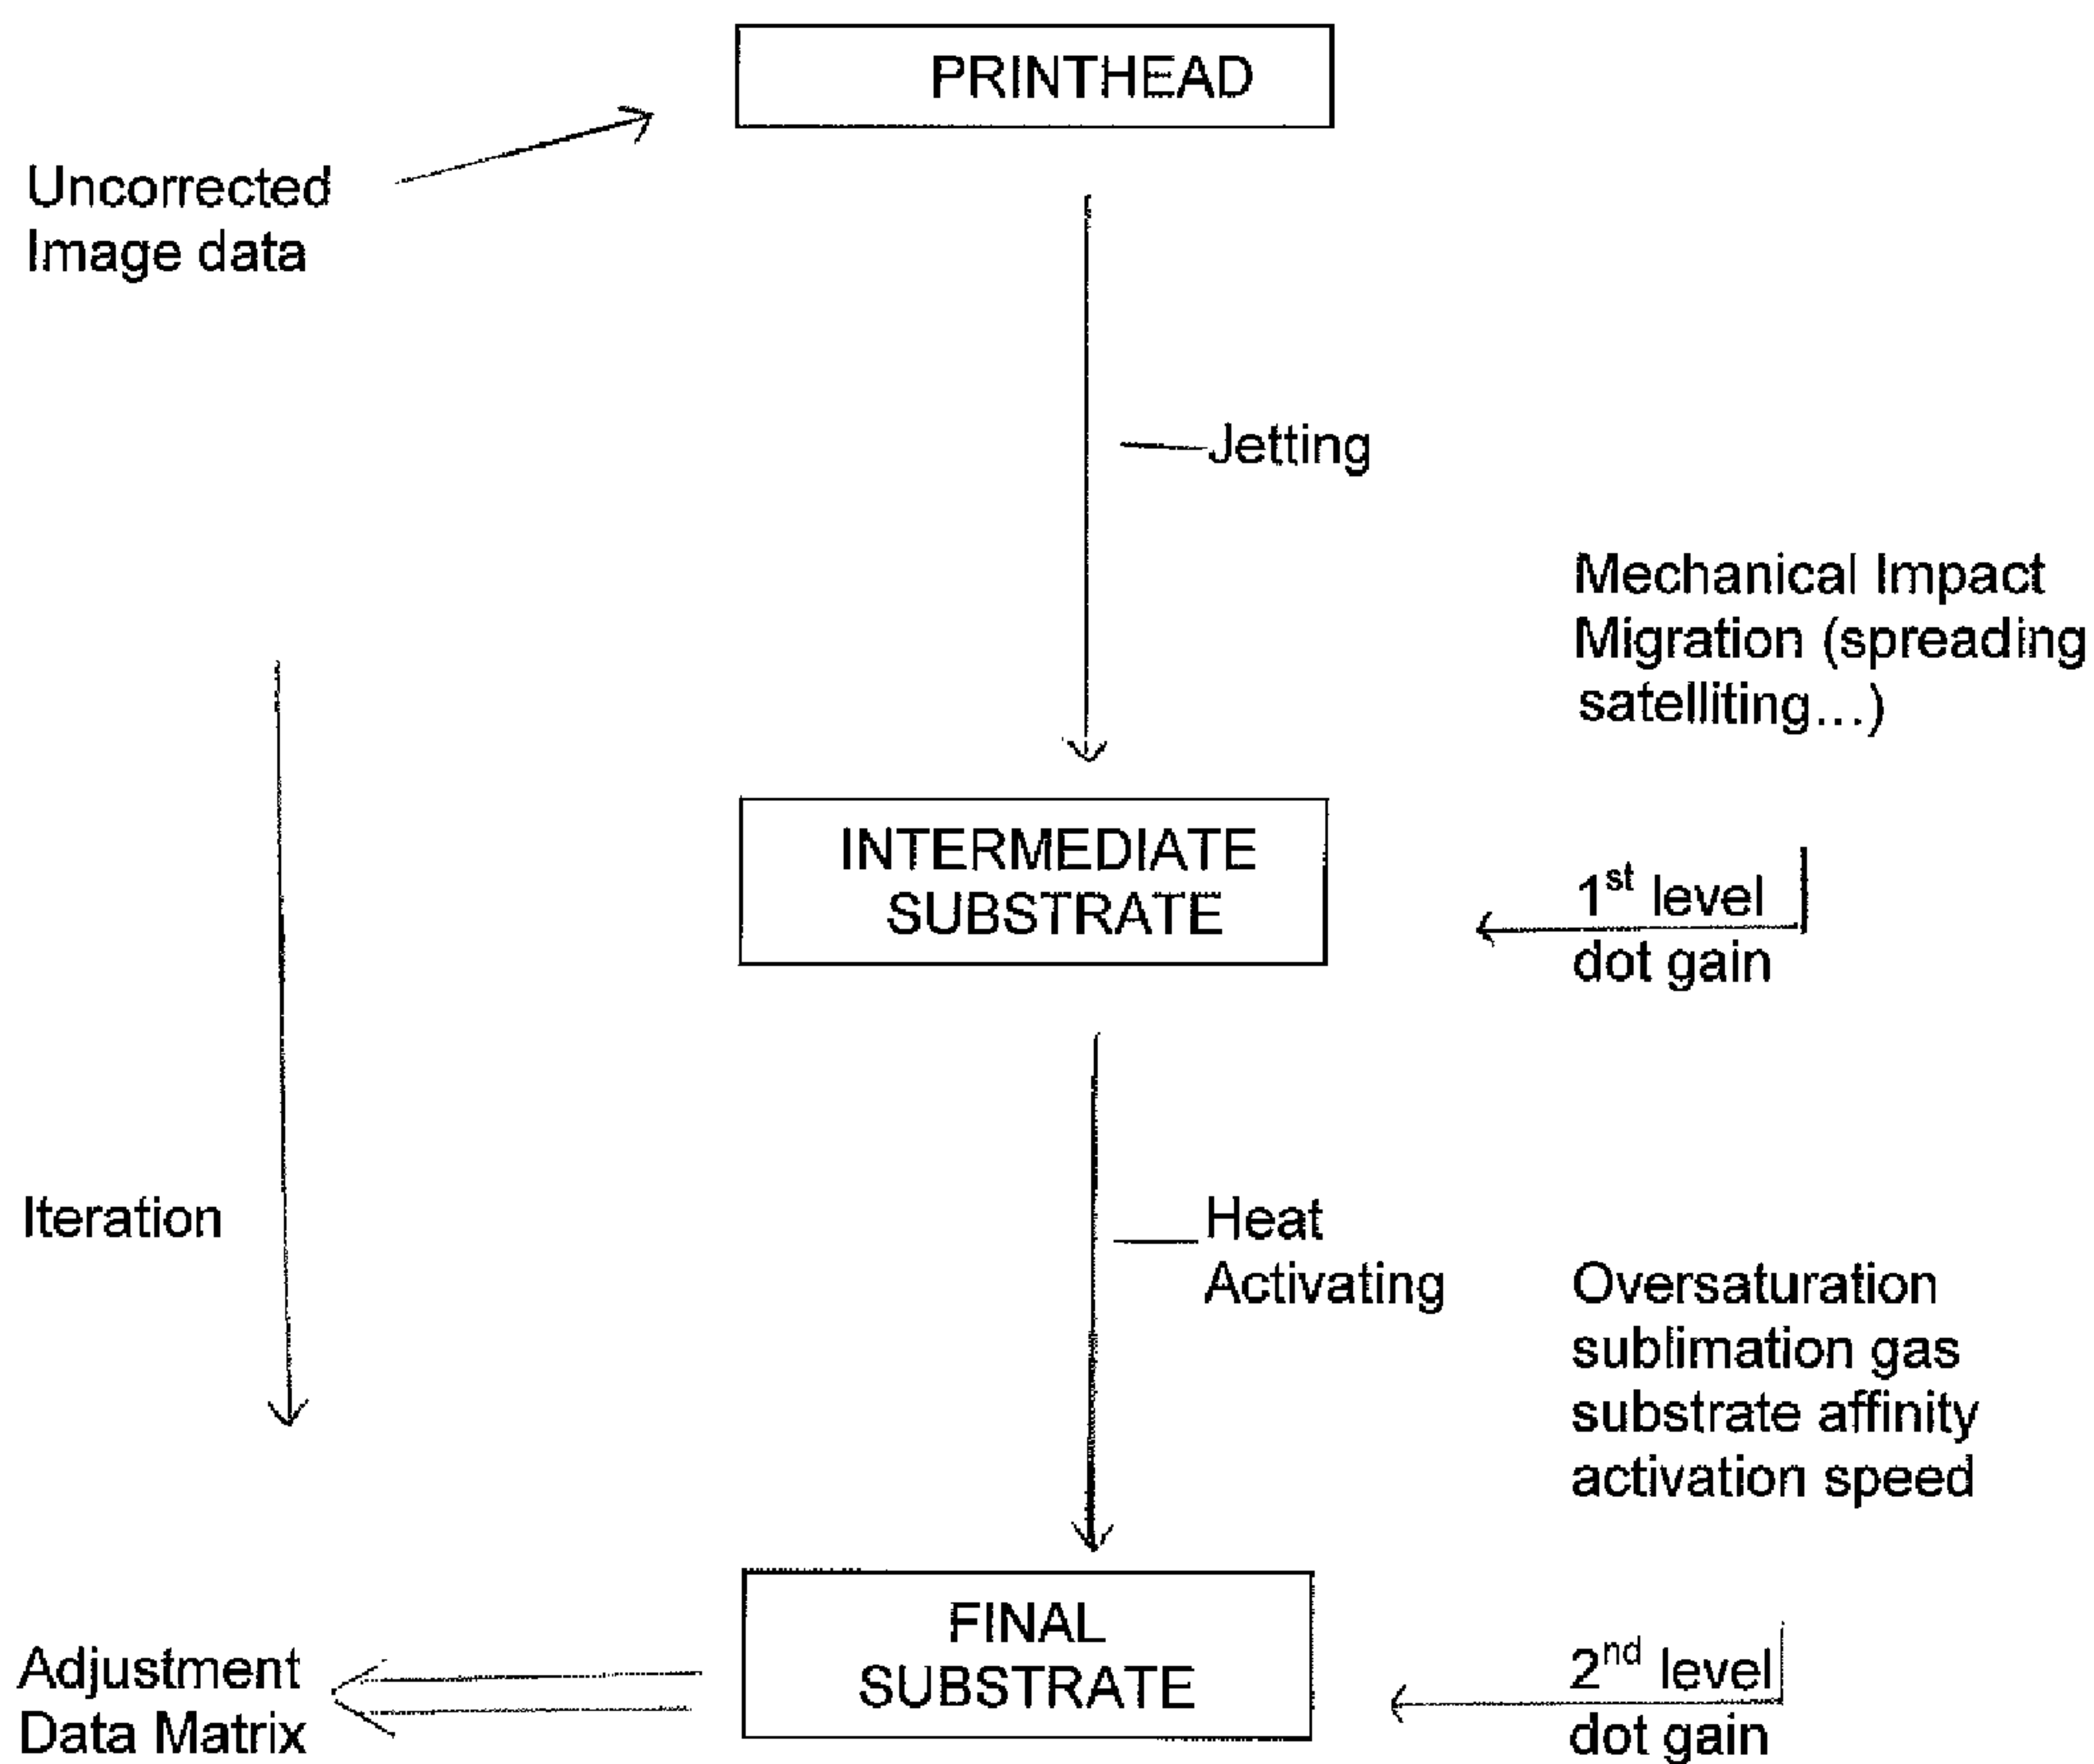 PRINTHEAD
Uncorrected
Image data
Jetting
Mechanical Impact
Migration (spreading
satelliting...)
INTERMEDIATE
SUBSTRATE
1st level
dot gain
Iteration
Heat
Activating
Oversaturation
sublimation gas
substrate affinity
activation speed
FINAL
SUBSTRATE
Adjustment
Data Matrix
2nd level
dot gain